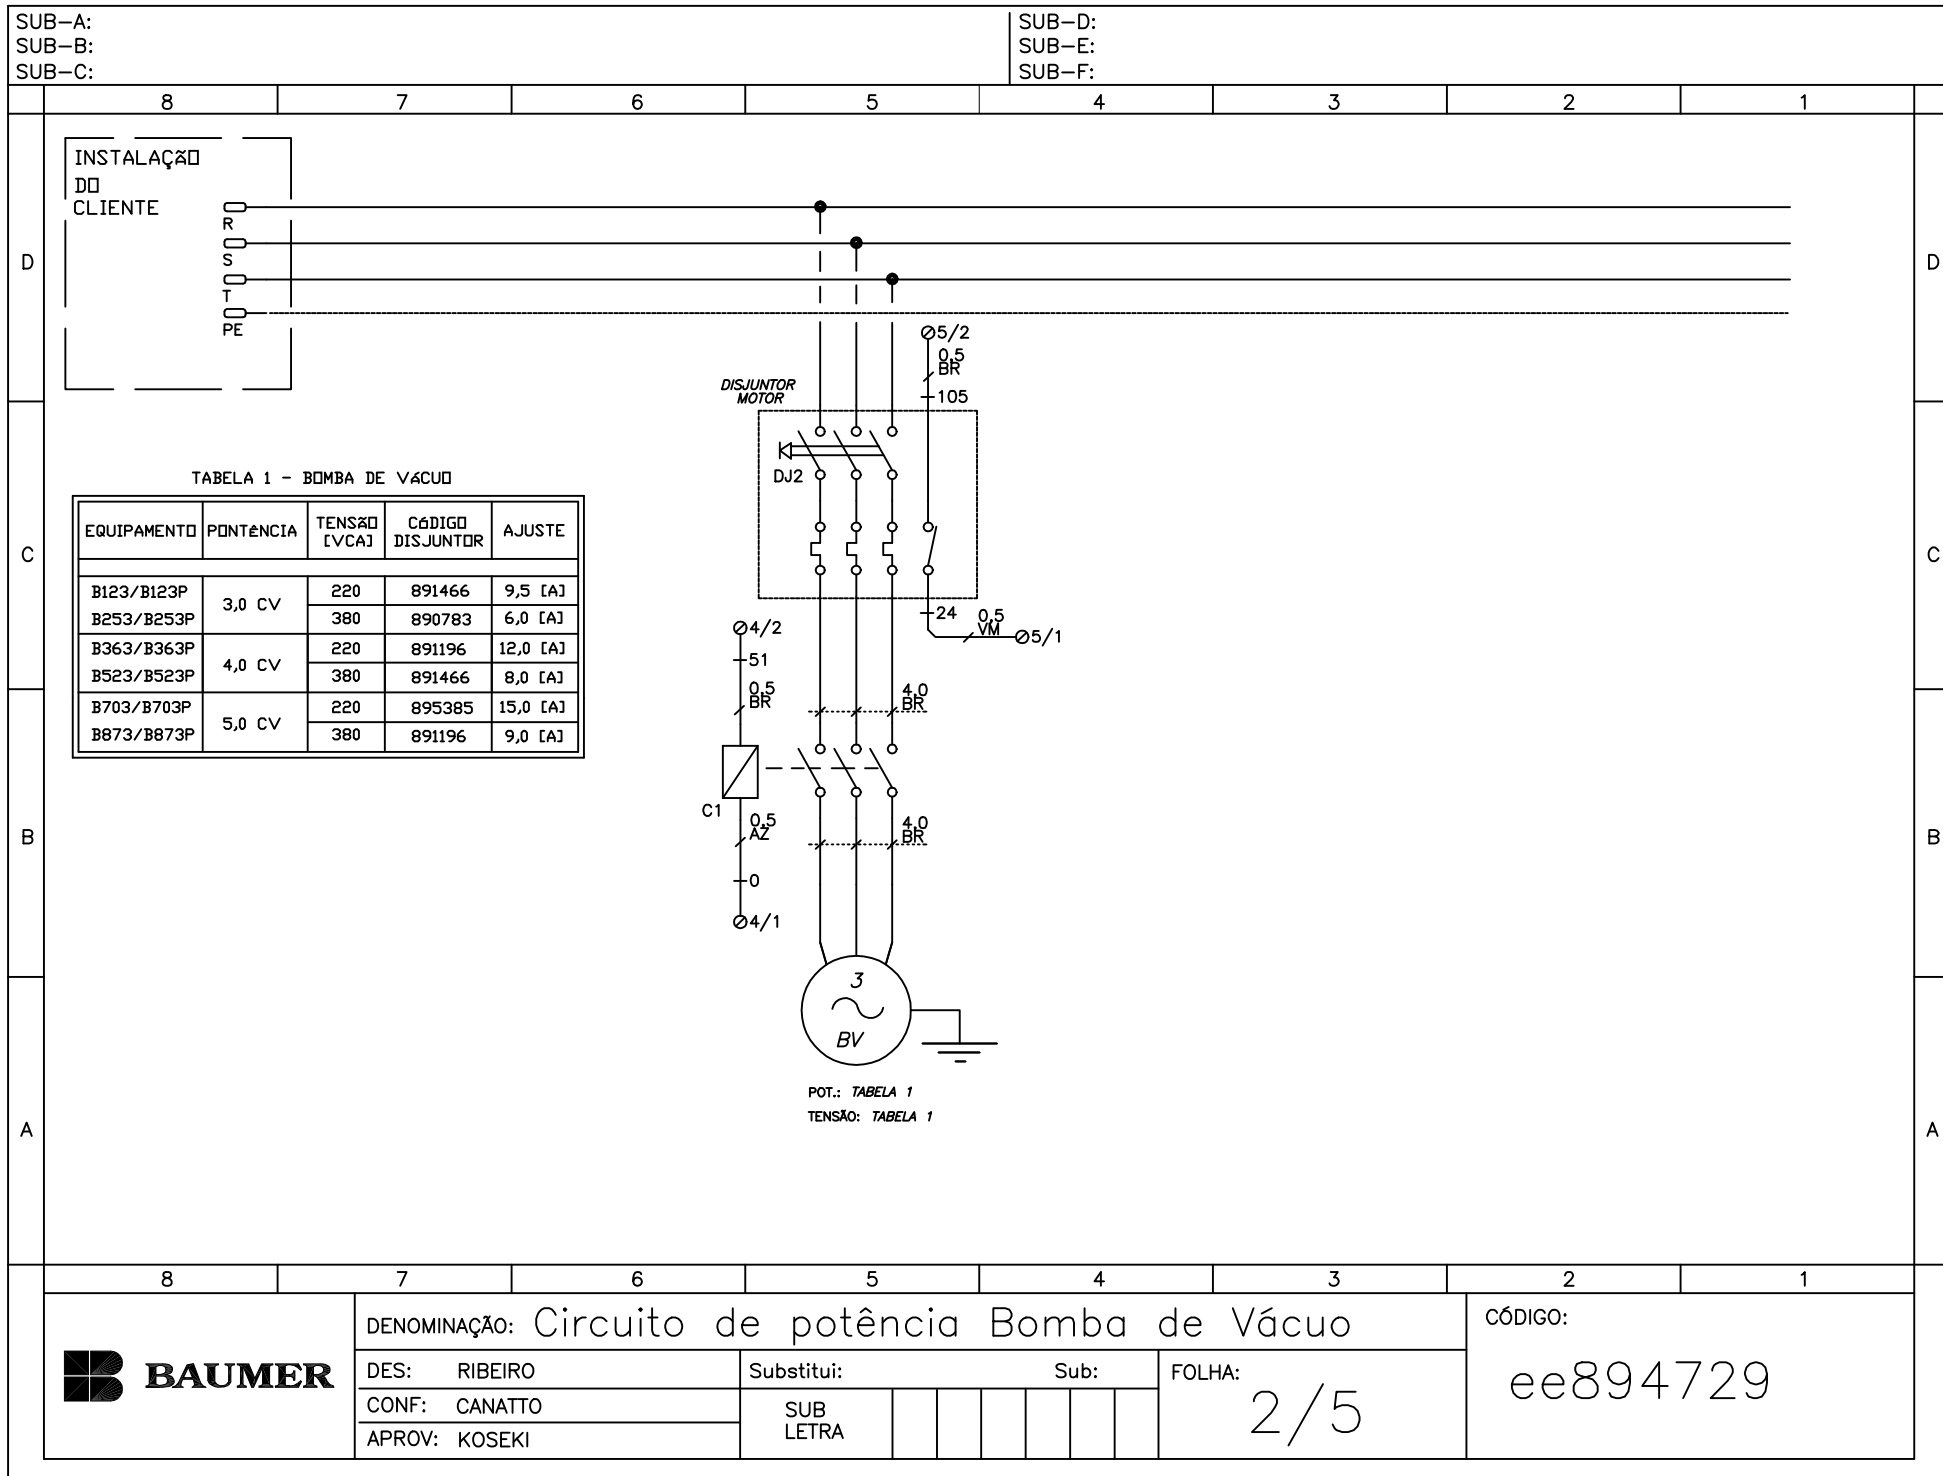 SUB-A:
SUB-B:
SUB-C:
SUB-D:
SUB-E:
SUB-F:
8 7 6 5 4 3 2 1
INSTALAÇÃO
DO
CLIENTE
R
S
T
PE
D D
5/2
0,5
BR
105
DISJUNTOR
MOTOR
DJ2
TABELA 1 - BOMBA DE VÁCUO
EQUIPAMENTO PONTÊNCIA TENSÃO [VCA] CÓDIGO DISJUNTOR AJUSTE
B123/B123P 3,0 CV 220 891466 9,5 [A]
B253/B253P 380 890783 6,0 [A]
B363/B363P 4,0 CV 220 891196 12,0 [A]
B523/B523P 380 891466 8,0 [A]
B703/B703P 5,0 CV 220 895385 15,0 [A]
B873/B873P 380 891196 9,0 [A]
C C
24
0,5
VM
5/1
4/2
51
0,5
BR
4,0
BR
C1
0,5
AZ
4,0
BR
B B
0
4/1
3
BV
POT.: TABELA 1
TENSÃO: TABELA 1
A A
8 7 6 5 4 3 2 1
BAUMER
DENOMINAÇÃO: Circuito de potência Bomba de Vácuo
DES: RIBEIRO
CONF: CANATTO
APROV: KOSEKI
Substitui: Sub:
SUB
LETRA
FOLHA:
2/5
CÓDIGO:
ee894729